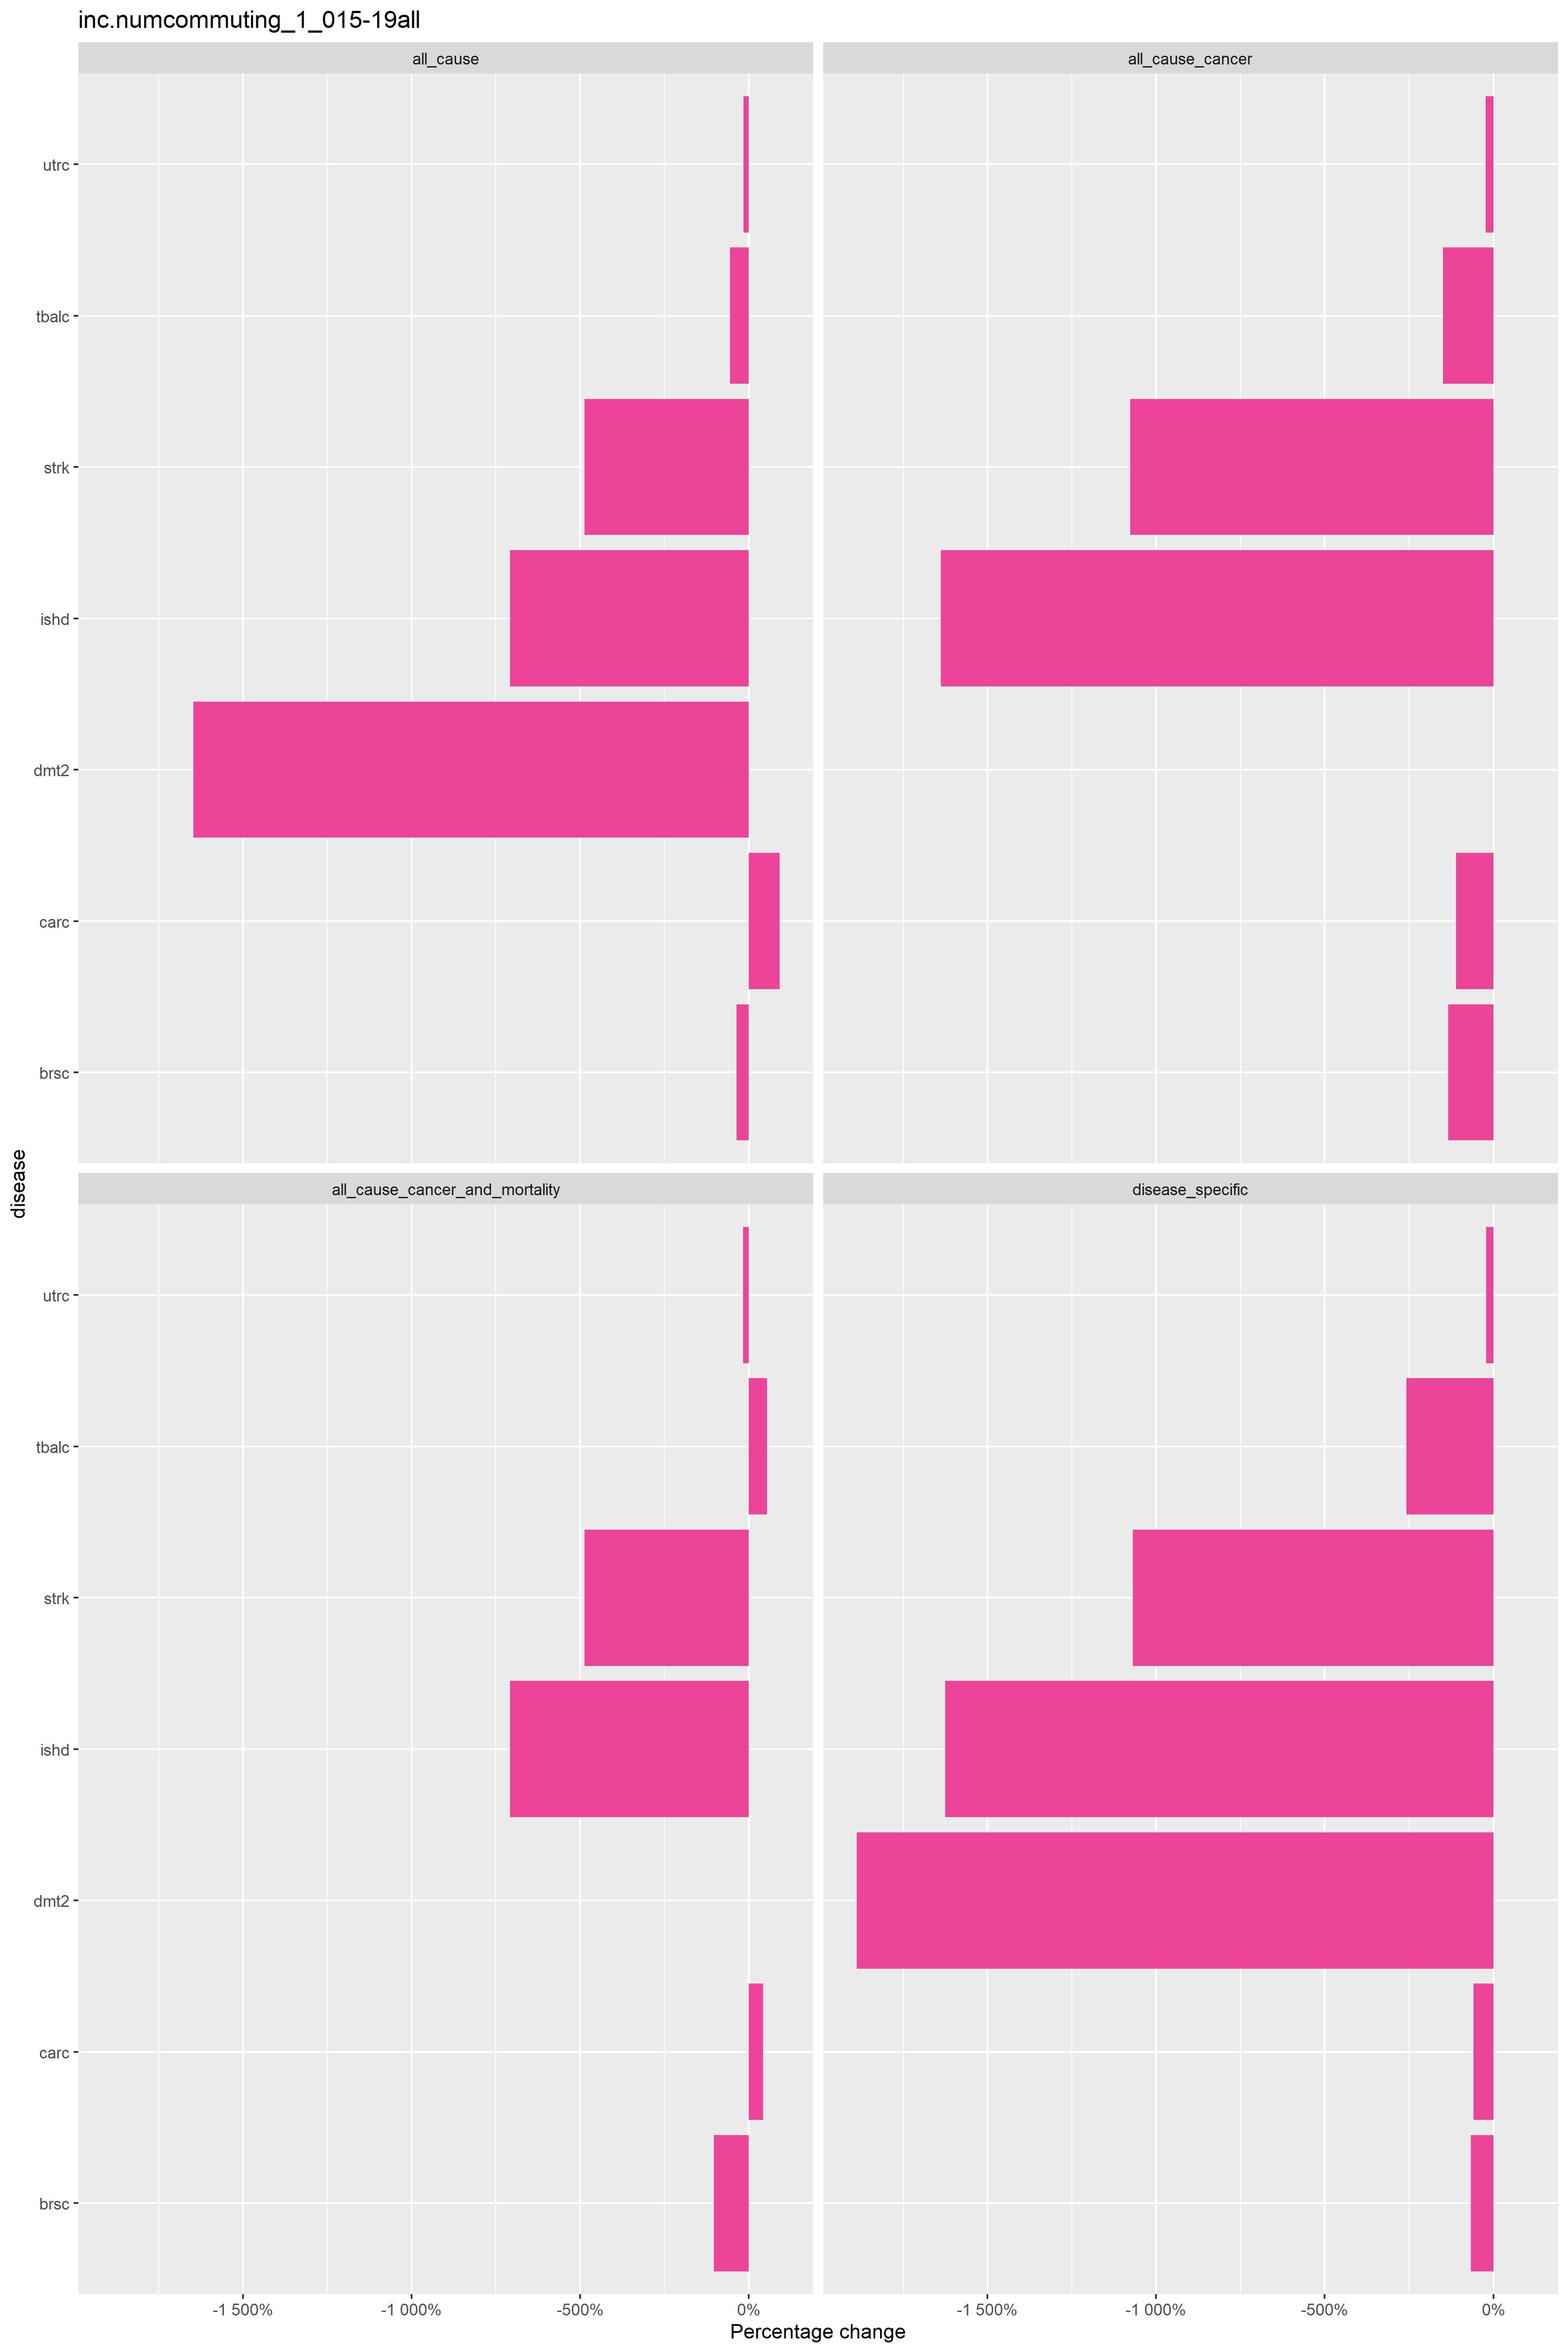 inc.numcommuting_1_015-19all
all_cause
all_cause_cancer
utrc
tbalc
strk
ishd
dmt2
carc
brsc
disease
all_cause_cancer_and_mortality
disease_specific
utrc
tbalc
strk
ishd
dmt2
carc
brsc
-1 500%
-1 000%
-500%
0%
-1 500%
-1 000%
-500%
0%
Percentage change